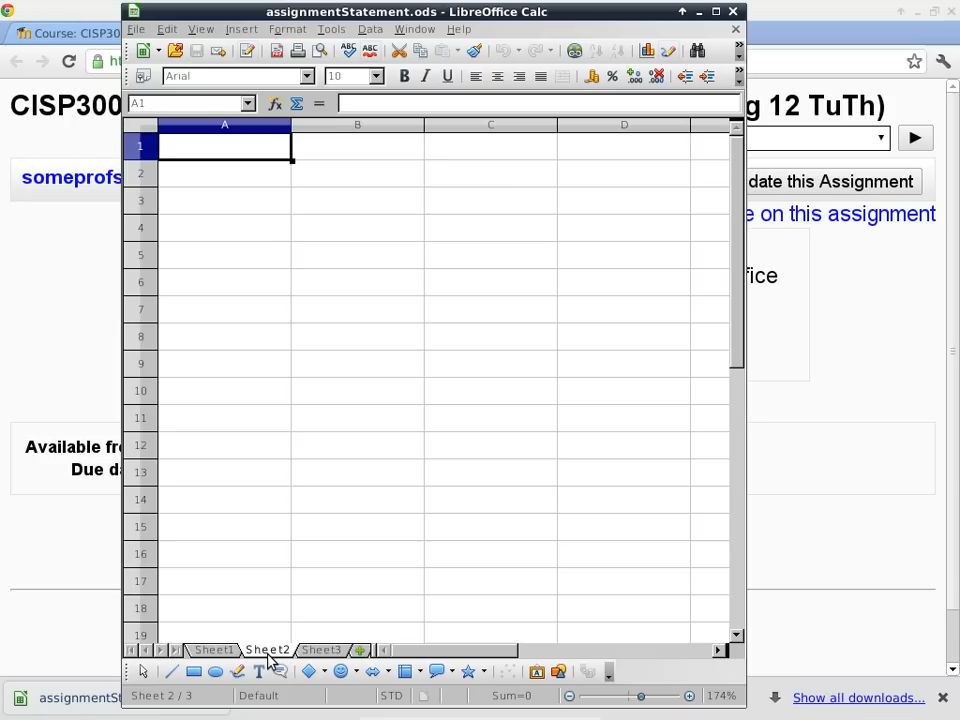 assignmentStatement.ods - LibreOffice Calc
Course: CISP30
File Edit View Insert Format Tools Data Window Help
Arial 10
A1
CISP300 g 12 TuTh)
someprofs date this Assignment
e on this assignment
fice
Available fr
Due da
A B C D
1
2
3
4
5
6
7
8
9
10
11
12
13
14
15
16
17
18
19
Sheet1 Sheet2 Sheet3
Sheet 2 / 3 Default STD Sum=0 174%
assignmentSt Show all downloads...